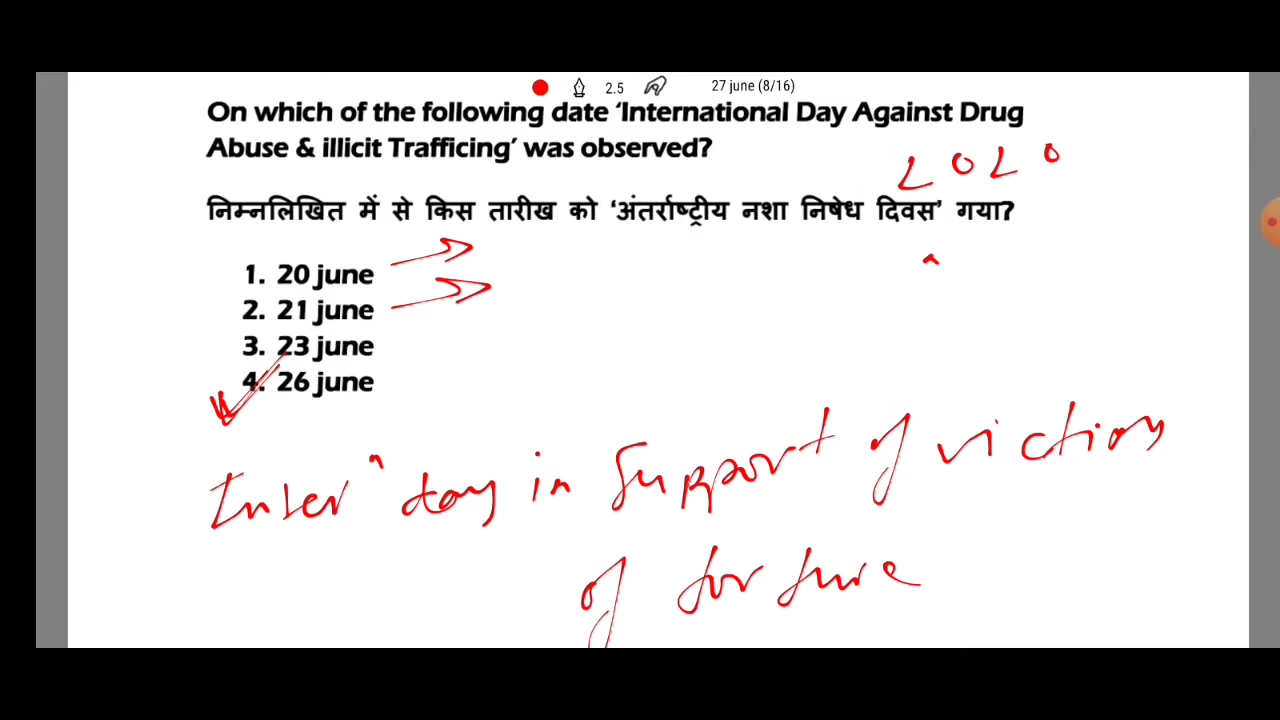 2.5 27 june (8/16)
On which of the following date ‘International Day Against Drug
Abuse & illicit Trafficing’ was observed?
2020
निम्नलिखित में से किस तारीख को ‘अंतर्राष्ट्रीय नशा निषेध दिवस’ गया?
1. 20 june
2. 21 june
3. 23 june
4. 26 june
Inter^n day in Support of victims
of torture